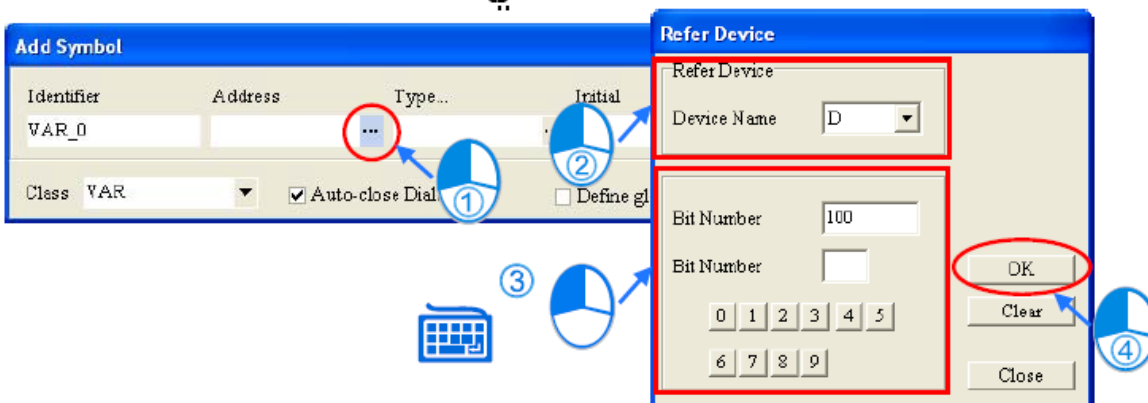 Add Symbol
Identifier Address Type... Initial
VAR_0 ...
①
Class VAR Auto-close Dial Define gl
Refer Device
Refer Device
Device Name D
②
Bit Number 100
Bit Number
③
0 1 2 3 4 5
6 7 8 9
OK
Clear
④
Close